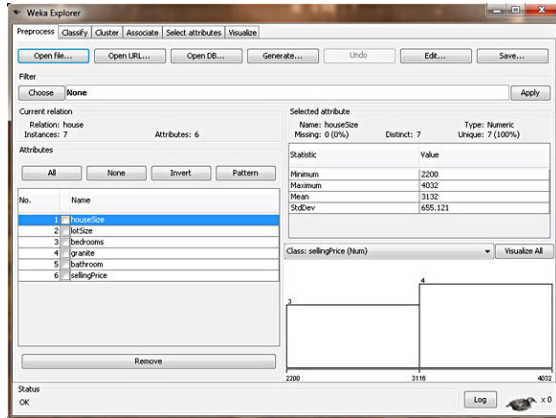 Weka Explorer
Preprocess Classify Cluster Associate Select attributes Visualize
Open file... Open URL... Open DB... Generate... Undo Edit... Save...
Filter
Choose None Apply
Current relation
Relation: house
Instances: 7 Attributes: 6
Attributes
All None Invert Pattern
No. Name
1 houseSize
2 lotSize
3 bedrooms
4 granite
5 bathroom
6 sellingPrice
Remove
Selected attribute
Name: houseSize Type: Numeric
Missing: 0 (0%) Distinct: 7 Unique: 7 (100%)
Statistic Value
Minimum 2200
Maximum 4032
Mean 3132
StdDev 655.121
Class: sellingPrice (Num) Visualize All
4
3
2200 3116 4032
Status
OK Log x 0